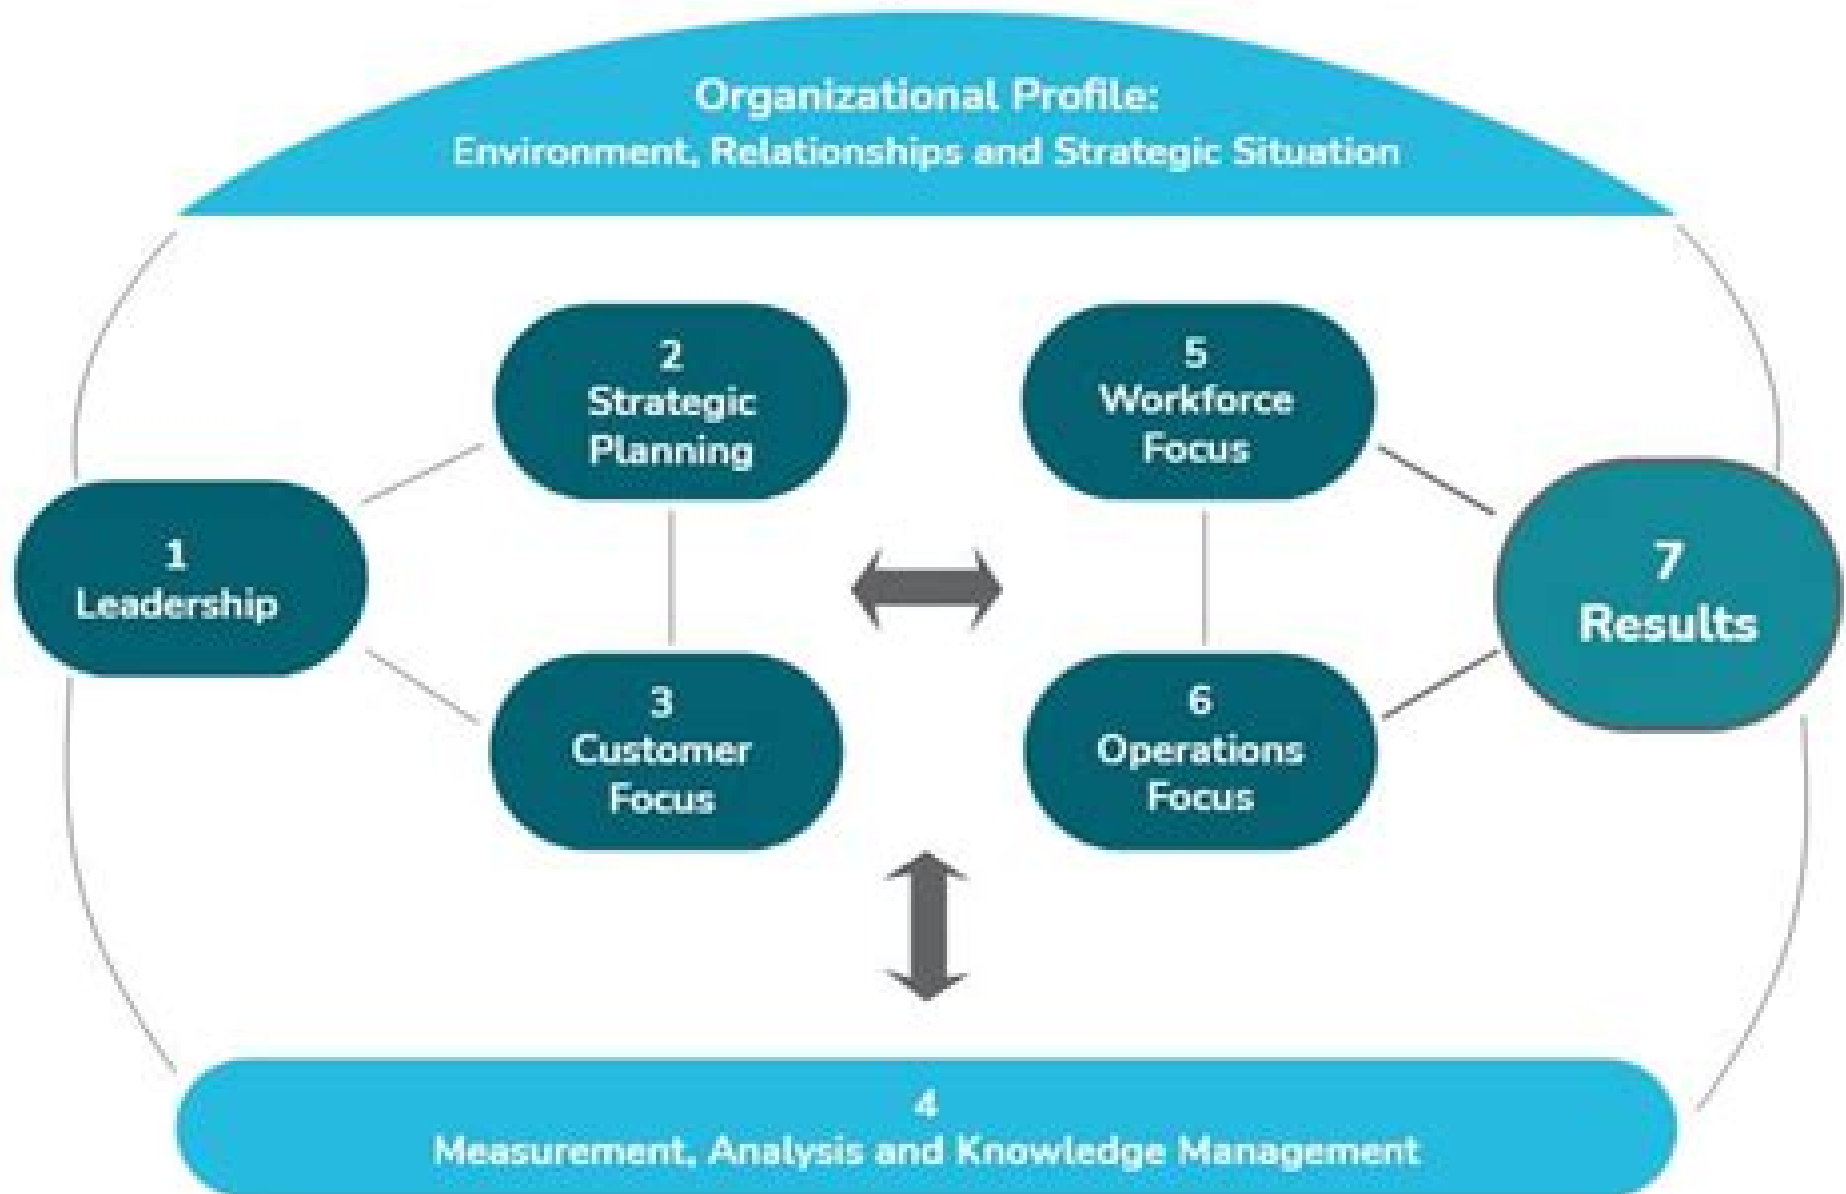 Organizational Profile:
Environment, Relationships and Strategic Situation
1
Leadership
2
Strategic
Planning
3
Customer
Focus
5
Workforce
Focus
6
Operations
Focus
7
Results
4
Measurement, Analysis and Knowledge Management